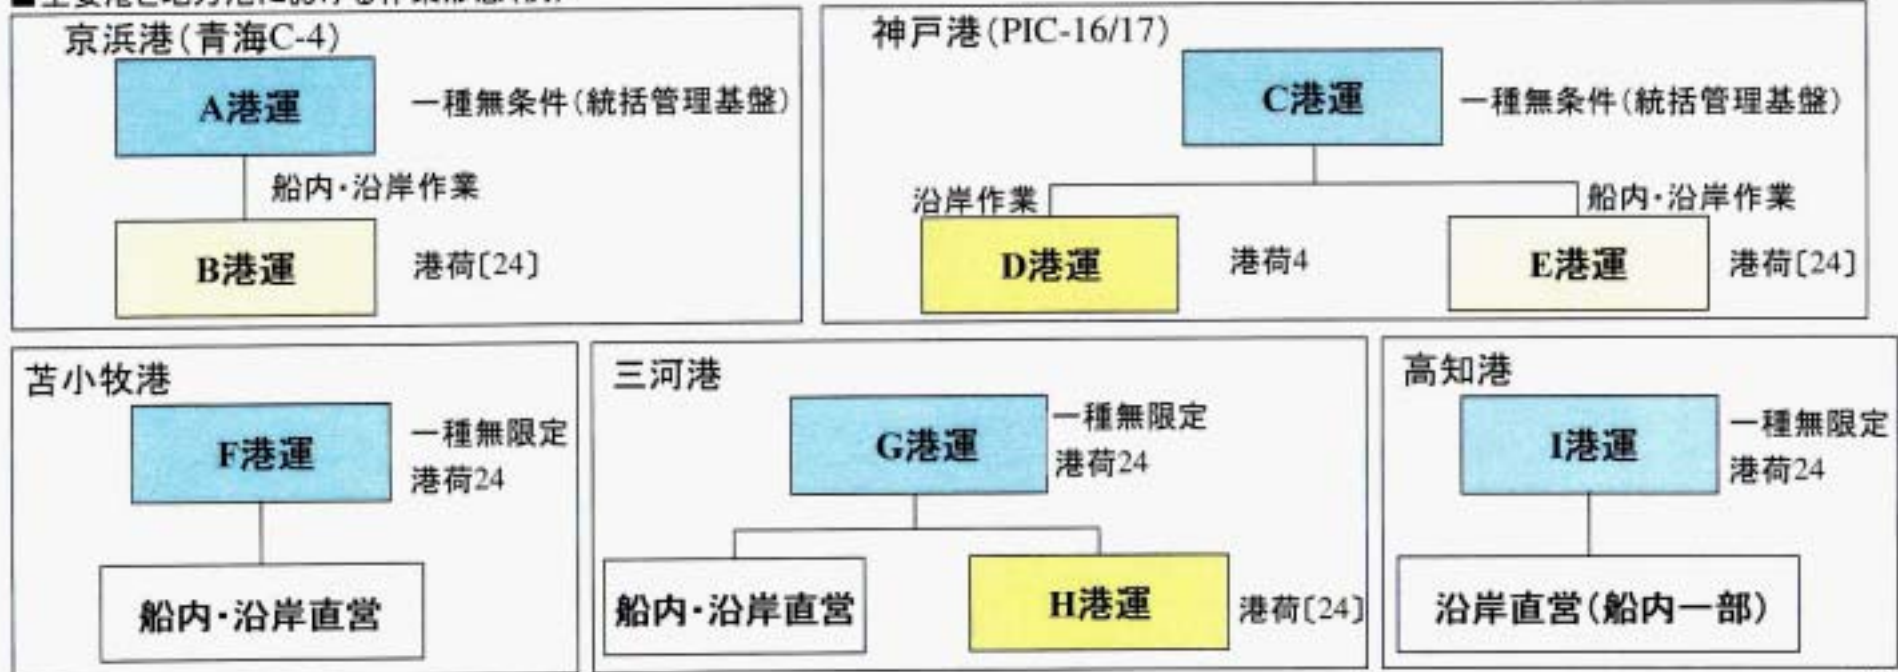 京浜港(青海C-4)
A港運
一種無条件(統括管理基盤)
船内・沿岸作業
B港運
港荷〔24〕
神戸港(PIC-16/17)
C港運
一種無条件(統括管理基盤)
沿岸作業
船内・沿岸作業
D港運
港荷4
E港運
港荷〔24〕
苫小牧港
F港運
一種無限定
港荷24
船内・沿岸直営
三河港
G港運
一種無限定
港荷24
船内・沿岸直営
H港運
港荷〔24〕
高知港
I港運
一種無限定
港荷24
沿岸直営(船内一部)